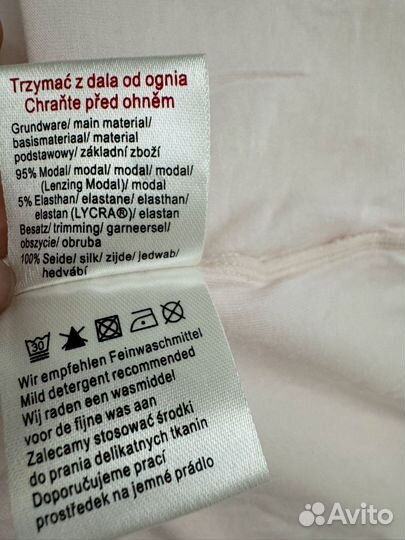 Trzymać z dala od ognia
Chraňte před ohněm
Grundware/ main material/
basismateriaal/ material
podstawowy/ základní zboží
95% Modal/ modal/ modal/ modal/
(Lenzing Modal)/ modal
5% Elasthan/ elastane/ elasthan/
elastan (LYCRA®)/ elastan
Besatz/ trimming/ garneersel/
obszycie/ obruba
100% Seide/ silk/ zijde/ jedwab/
hedvábí
30
Wir empfehlen Feinwaschmittel
Mild detergent recommended
Wij raden een wasmiddel
voor de fijne was aan
Zalecamy stosować środki
do prania delikatnych tkanin
Doporučujeme prací
prostředek na jemné prádlo
Avito